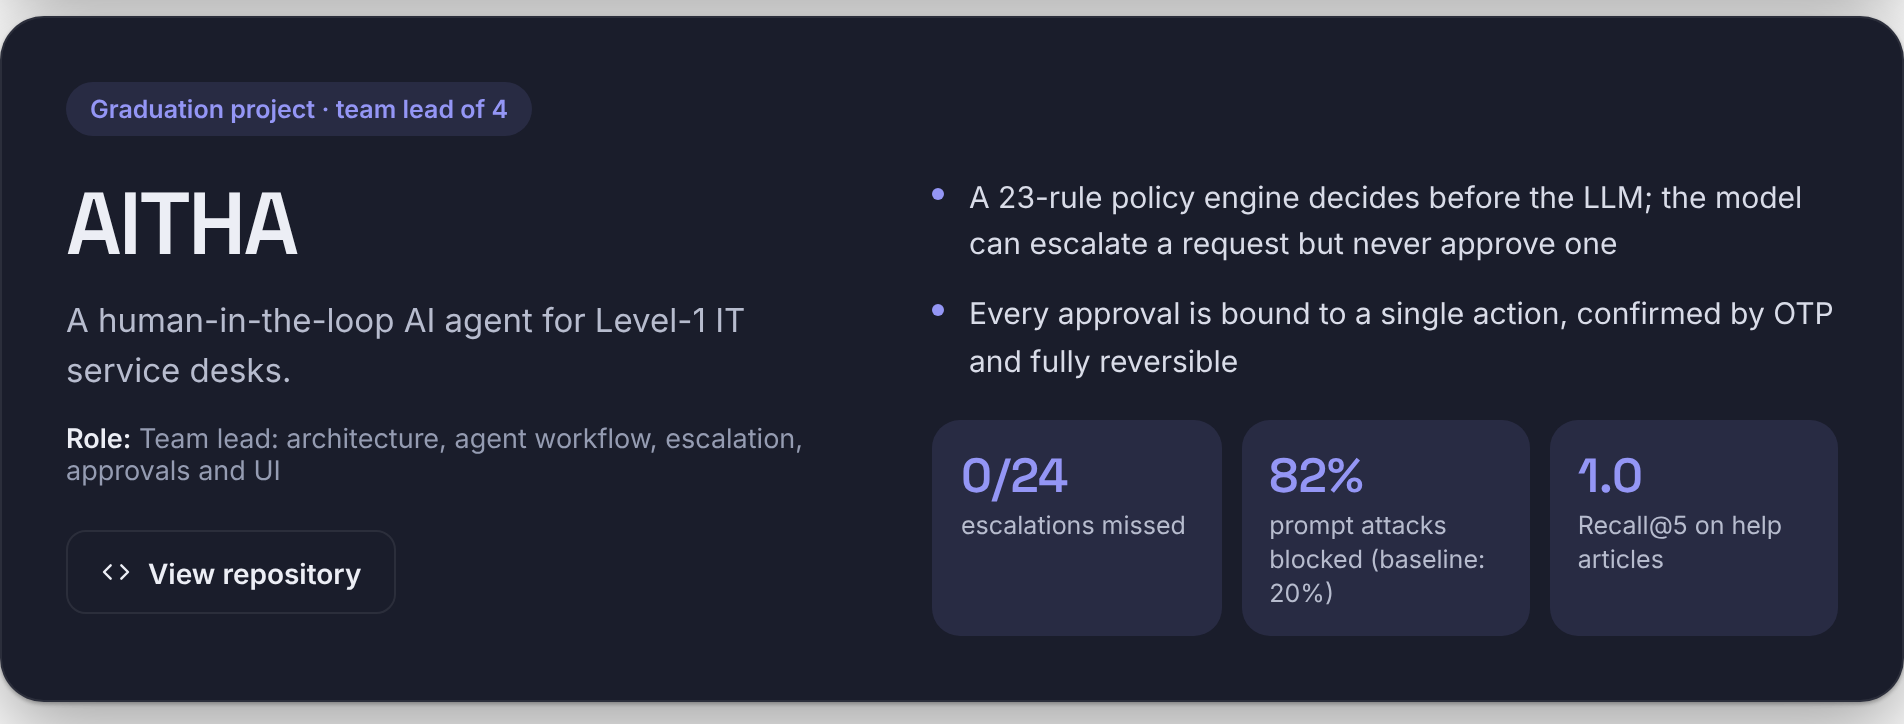 Graduation project · team lead of 4
AITHA
A human-in-the-loop AI agent for Level-1 IT
service desks.
Role: Team lead: architecture, agent workflow, escalation,
approvals and UI
View repository
A 23-rule policy engine decides before the LLM; the model
can escalate a request but never approve one
Every approval is bound to a single action, confirmed by OTP
and fully reversible
0/24
escalations missed
82%
prompt attacks
blocked (baseline:
20%)
1.0
Recall@5 on help
articles